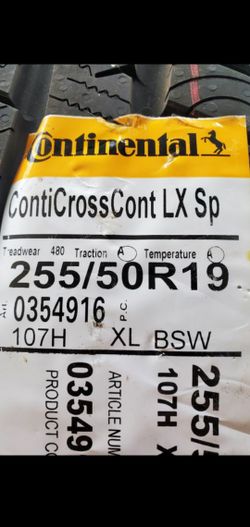 Continental
ContiCrossCont LX Sp
Treadwear 480 Traction A Temperature A
255/50R19
Art. 0354916 P.C.
107H XL BSW
03549
PRODUCT CO
ARTICLE NUM
255/5
107H X